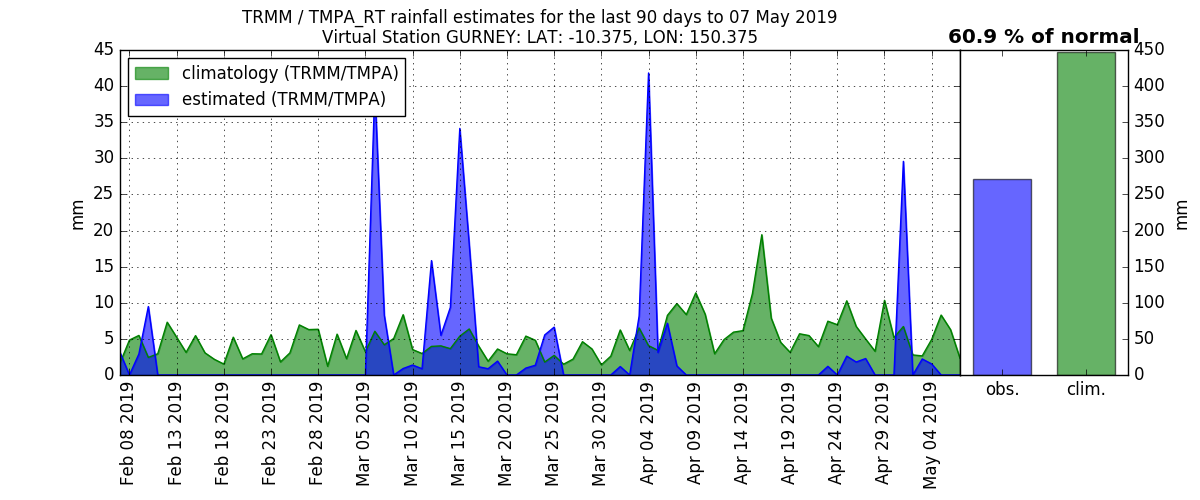 TRMM / TMPA_RT rainfall estimates for the last 90 days to 07 May 2019
Virtual Station GURNEY: LAT: -10.375, LON: 150.375
60.9 % of normal
climatology (TRMM/TMPA)
estimated (TRMM/TMPA)
45
40
35
30
25
20
15
10
5
0
mm
450
400
350
300
250
200
150
100
50
0
mm
Feb 08 2019
Feb 13 2019
Feb 18 2019
Feb 23 2019
Feb 28 2019
Mar 05 2019
Mar 10 2019
Mar 15 2019
Mar 20 2019
Mar 25 2019
Mar 30 2019
Apr 04 2019
Apr 09 2019
Apr 14 2019
Apr 19 2019
Apr 24 2019
Apr 29 2019
May 04 2019
obs.
clim.